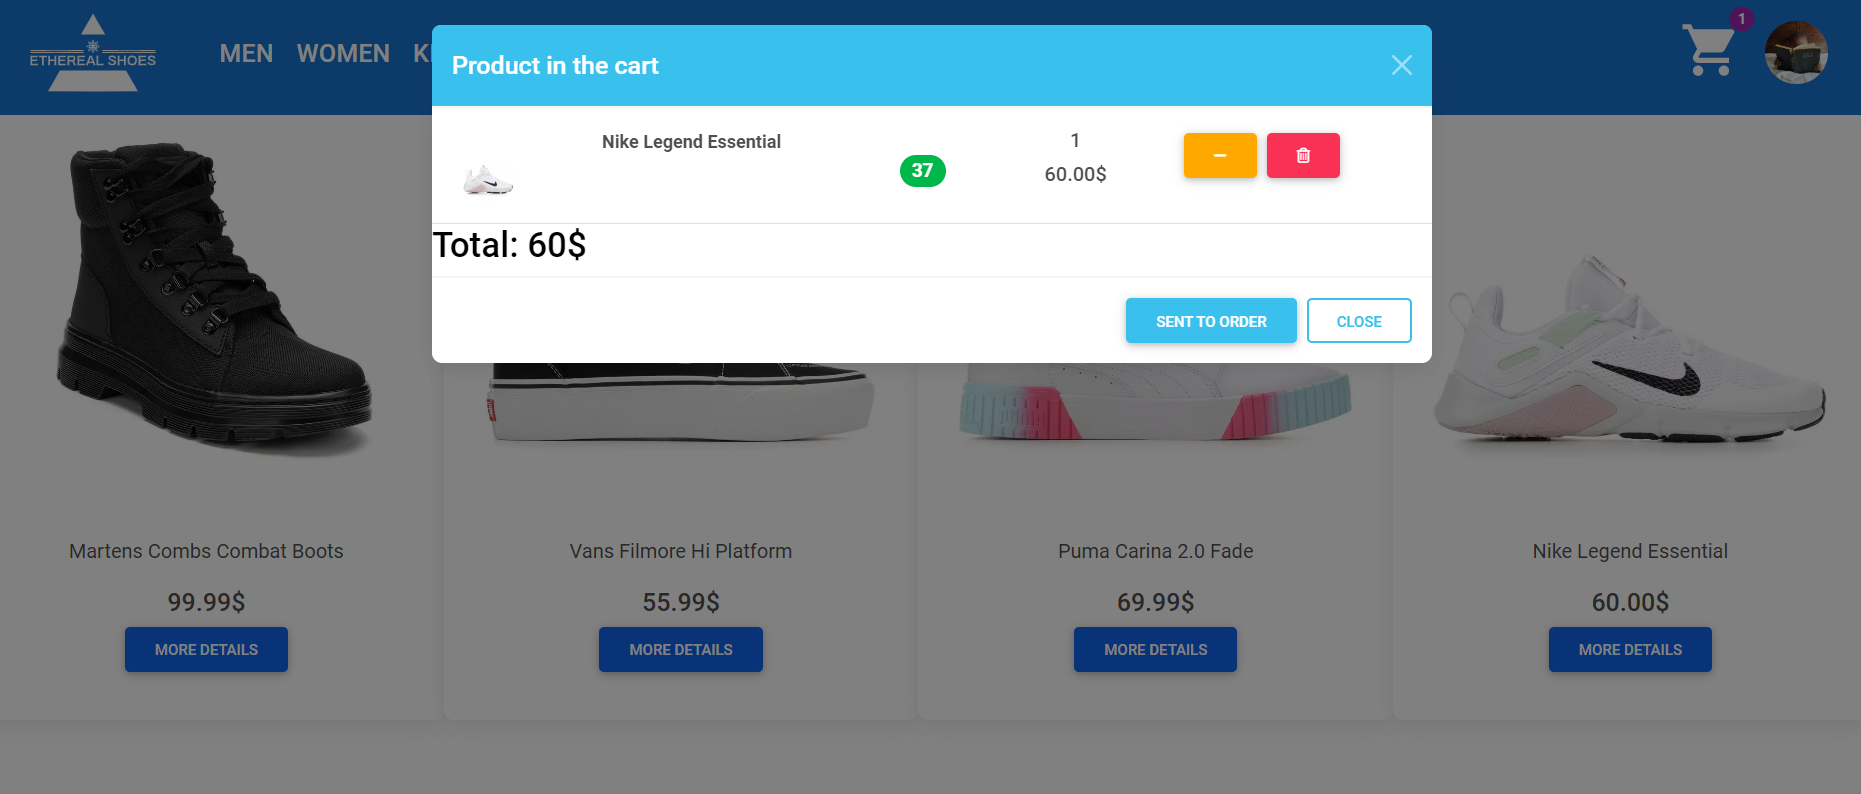 ETHEREAL SHOES
MEN WOMEN K
1
Product in the cart
Nike Legend Essential
37
1
60.00$
Total: 60$
SENT TO ORDER CLOSE
Martens Combs Combat Boots
99.99$
MORE DETAILS
Vans Filmore Hi Platform
55.99$
MORE DETAILS
Puma Carina 2.0 Fade
69.99$
MORE DETAILS
Nike Legend Essential
60.00$
MORE DETAILS